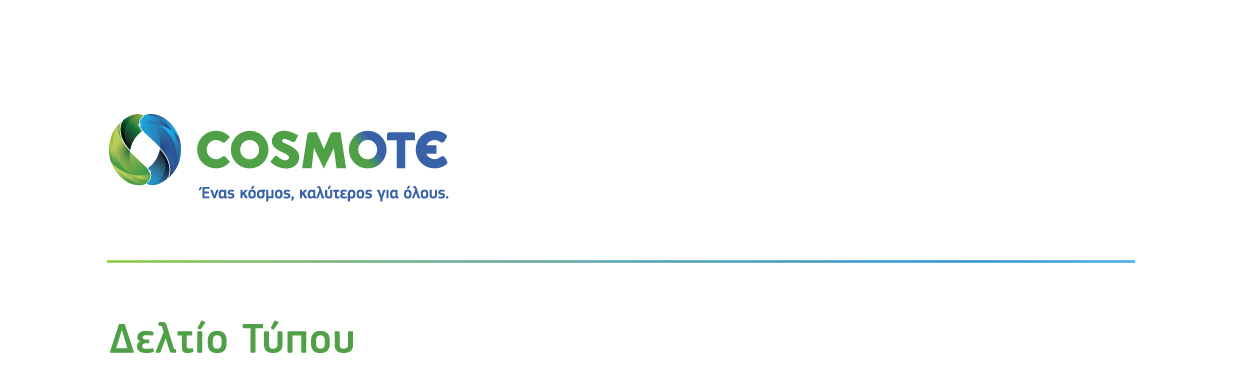 COSMOTE
Ένας κόσμος, καλύτερος για όλους.
Δελτίο Τύπου